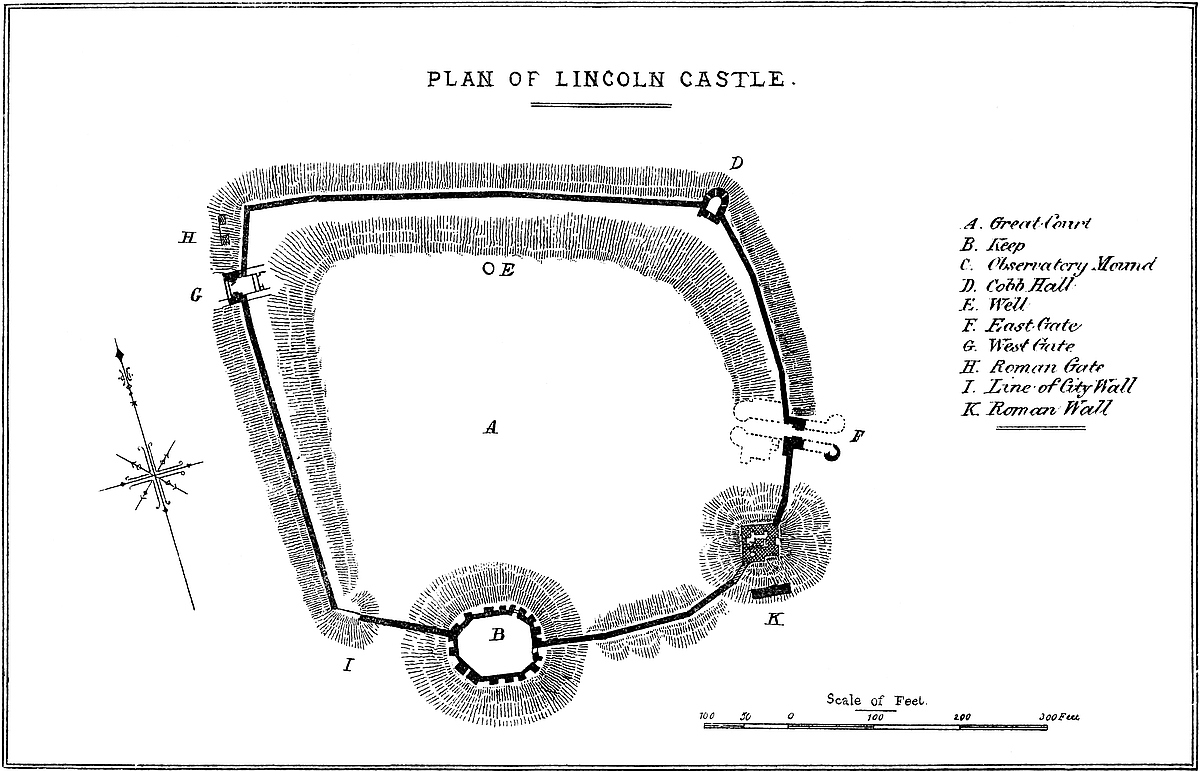 PLAN OF LINCOLN CASTLE.
D
H
G
E
A
F
B
K
I
A. Great Court
B. Keep
C. Observatory Mound
D. Cobb Hall
E. Well
F. East Gate
G. West Gate
H. Roman Gate
I. Line of City Wall
K. Roman Wall
Scale of Feet.
100 50 0 100 200 300 Feet